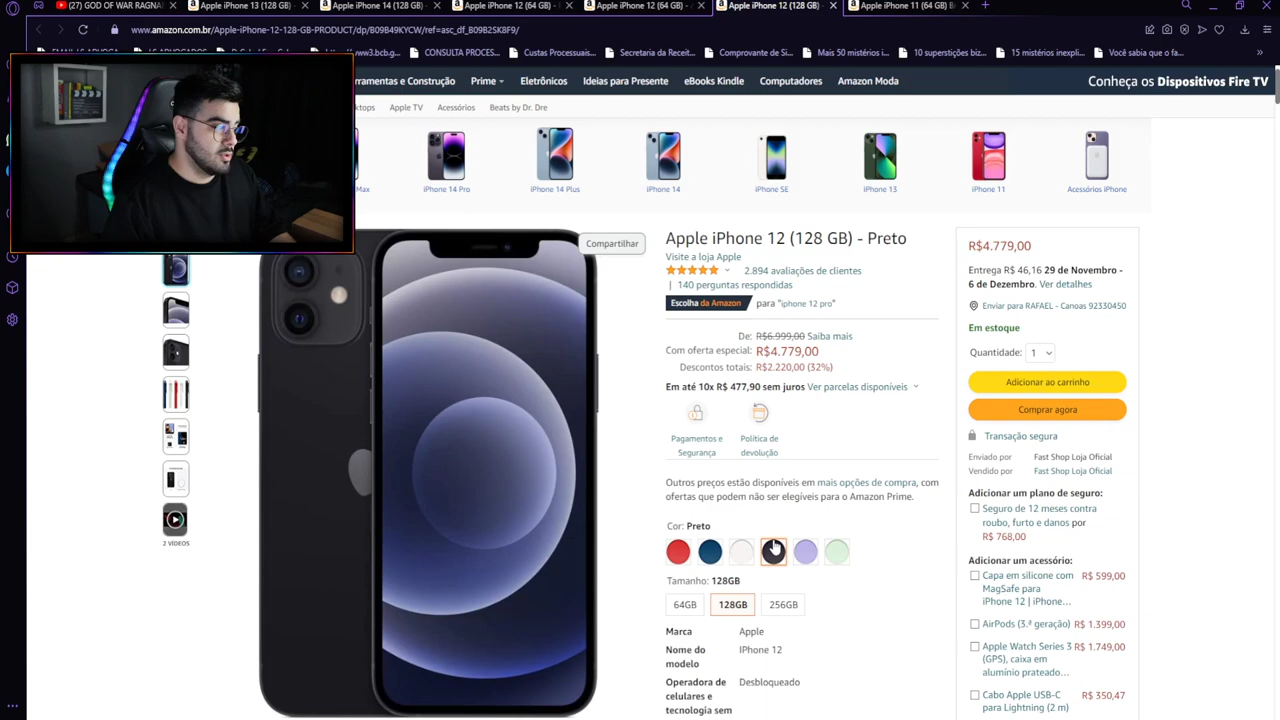 (27) GOD OF WAR RAGNA
Apple iPhone 13 (128 GB) -
Apple iPhone 14 (128 GB) -
Apple iPhone 12 (64 GB) -
Apple iPhone 12 (64 GB) -
Apple iPhone 12 (128 GB) -
Apple iPhone 11 (64 GB) B
www.amazon.com.br/Apple-iPhone-12-128-GB-PRODUCT/dp/B09B49KYCW/ref=asc_df_B09B2SK8F9/
https://www3.bcb.g...
CONSULTA PROCES...
Custas Processuais...
Secretaria da Receit...
Comprovante de Si...
Mais 50 mistérios i...
10 superstições biz...
15 mistérios inexpli...
Você sabia que o fa...
rramentas e Construção
Prime
Eletrônicos
Ideias para Presente
eBooks Kindle
Computadores
Amazon Moda
Conheça os Dispositivos Fire TV
ktops
Apple TV
Acessórios
Beats by Dr. Dre
Max
iPhone 14 Pro
iPhone 14 Plus
iPhone 14
iPhone SE
iPhone 13
iPhone 11
Acessórios iPhone
Compartilhar
2 VÍDEOS
Apple iPhone 12 (128 GB) - Preto
Visite a loja Apple
2.894 avaliações de clientes
| 140 perguntas respondidas
Escolha da Amazon para "iphone 12 pro"
De: R$6.999,00 Saiba mais
Com oferta especial: R$4.779,00
Descontos totais: R$2.220,00 (32%)
Em até 10x R$ 477,90 sem juros Ver parcelas disponíveis
Pagamentos e
Segurança
Política de
devolução
Outros preços estão disponíveis em mais opções de compra, com
ofertas que podem não ser elegíveis para o Amazon Prime.
Cor: Preto
Tamanho: 128GB
64GB
128GB
256GB
Marca Apple
Nome do IPhone 12
modelo
Operadora de Desbloqueado
celulares e
tecnologia sem
R$4.779,00
Entrega R$ 46,16 29 de Novembro -
6 de Dezembro. Ver detalhes
Enviar para RAFAEL - Canoas 92330450
Em estoque
Quantidade: 1
Adicionar ao carrinho
Comprar agora
Transação segura
Enviado por Fast Shop Loja Oficial
Vendido por Fast Shop Loja Oficial
Adicionar um plano de seguro:
Seguro de 12 meses contra
roubo, furto e danos por
R$ 768,00
Adicionar um acessório:
Capa em silicone com R$ 599,00
MagSafe para
iPhone 12 | iPhone...
AirPods (3.ª geração) R$ 1.399,00
Apple Watch Series 3 R$ 1.749,00
(GPS), caixa em
alumínio prateado...
Cabo Apple USB-C R$ 350,47
para Lightning (2 m)